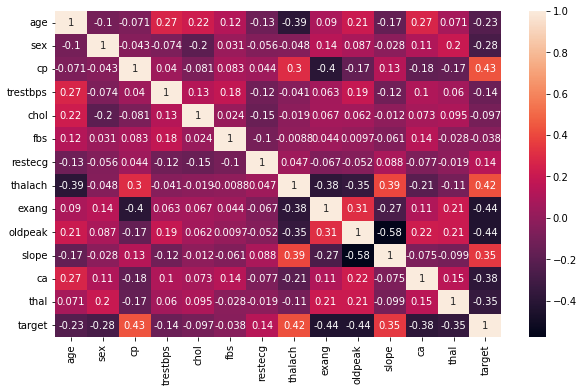 age 1 -0.1 -0.071 0.27 0.22 0.12 -0.13 -0.39 0.09 0.21 -0.17 0.27 0.071 -0.23
sex -0.1 1 -0.043 -0.074 -0.2 0.031 -0.056 -0.048 0.14 0.087 -0.028 0.11 0.2 -0.28
cp -0.071 -0.043 1 0.04 -0.081 0.083 0.044 0.3 -0.4 -0.17 0.13 -0.18 -0.17 0.43
trestbps 0.27 -0.074 0.04 1 0.13 0.18 -0.12 -0.041 0.063 0.19 -0.12 0.1 0.06 -0.14
chol 0.22 -0.2 -0.081 0.13 1 0.024 -0.15 -0.019 0.067 0.062 -0.012 0.073 0.095 -0.097
fbs 0.12 0.031 0.083 0.18 0.024 1 -0.1 -0.0088 0.044 0.0097 -0.061 0.14 -0.028 -0.038
restecg -0.13 -0.056 0.044 -0.12 -0.15 -0.1 1 0.047 -0.067 -0.052 0.088 -0.077 -0.019 0.14
thalach -0.39 -0.048 0.3 -0.041 -0.019 -0.0088 0.047 1 -0.38 -0.35 0.39 -0.21 -0.11 0.42
exang 0.09 0.14 -0.4 0.063 0.067 0.044 -0.067 -0.38 1 0.31 -0.27 0.11 0.21 -0.44
oldpeak 0.21 0.087 -0.17 0.19 0.062 0.0097 -0.052 -0.35 0.31 1 -0.58 0.22 0.21 -0.44
slope -0.17 -0.028 0.13 -0.12 -0.012 -0.061 0.088 0.39 -0.27 -0.58 1 -0.075 -0.099 0.35
ca 0.27 0.11 -0.18 0.1 0.073 0.14 -0.077 -0.21 0.11 0.22 -0.075 1 0.15 -0.38
thal 0.071 0.2 -0.17 0.06 0.095 -0.028 -0.019 -0.11 0.21 0.21 -0.099 0.15 1 -0.35
target -0.23 -0.28 0.43 -0.14 -0.097 -0.038 0.14 0.42 -0.44 -0.44 0.35 -0.38 -0.35 1
age sex cp trestbps chol fbs restecg thalach exang oldpeak slope ca thal target
1.0
0.8
0.6
0.4
0.2
0.0
-0.2
-0.4